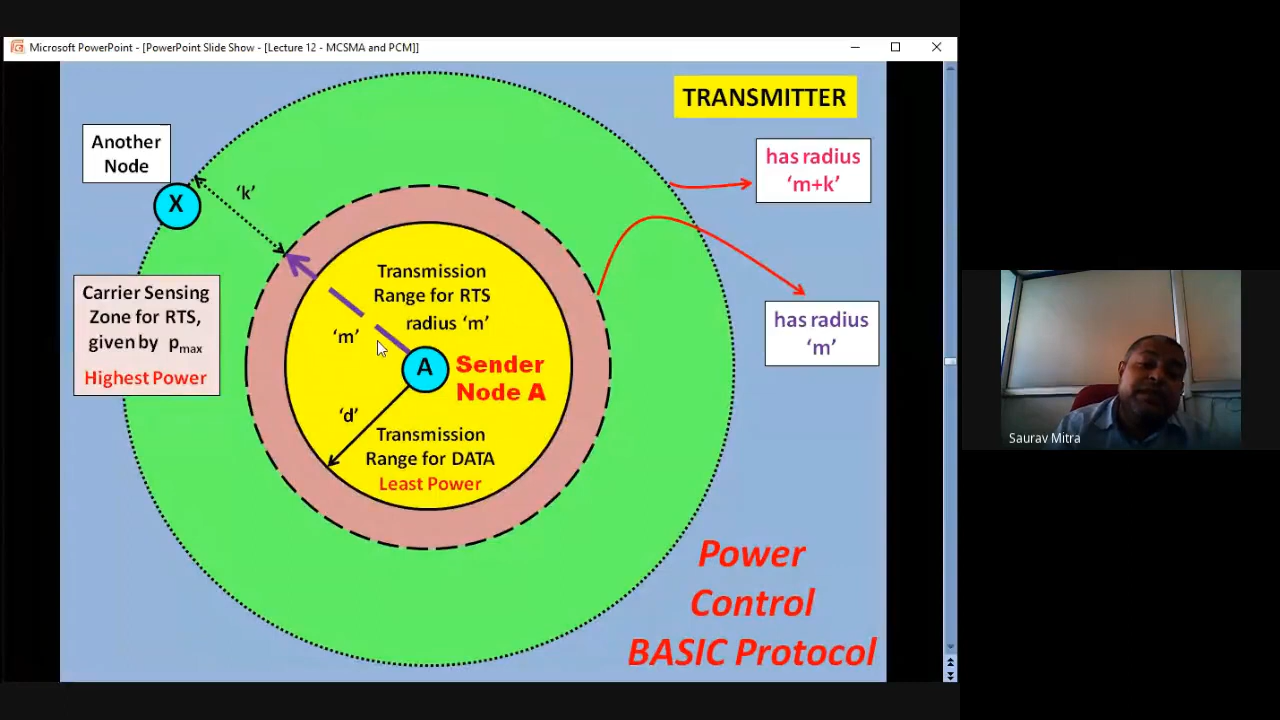 Microsoft PowerPoint - [PowerPoint Slide Show - [Lecture 12 - MCSMA and PCM]]
TRANSMITTER
Another
Node
X
'k'
has radius
'm+k'
Transmission
Range for RTS
radius 'm'
'm'
Carrier Sensing
Zone for RTS,
given by pmax
Highest Power
has radius
'm'
A
Sender
Node A
'd'
Transmission
Range for DATA
Least Power
Power
Control
BASIC Protocol
Saurav Mitra